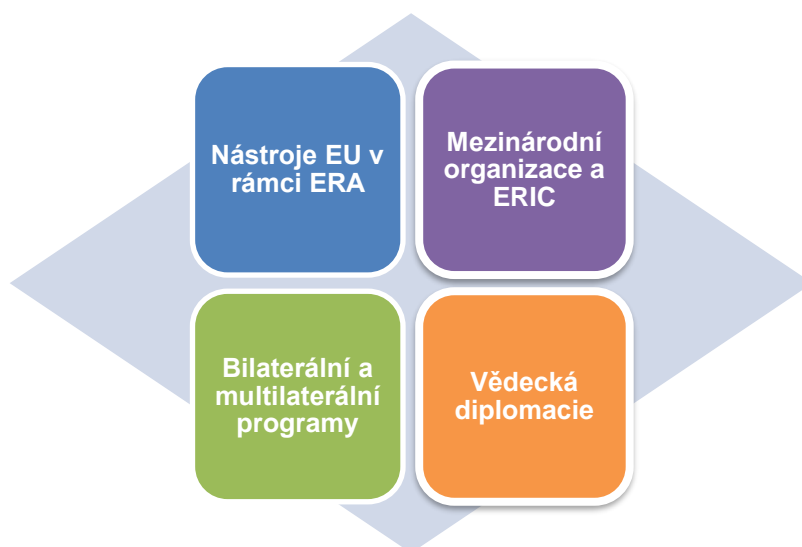 Nástroje EU v
rámci ERA
Mezinárodní
organizace a
ERIC
Bilaterální a
multilaterální
programy
Vědecká
diplomacie